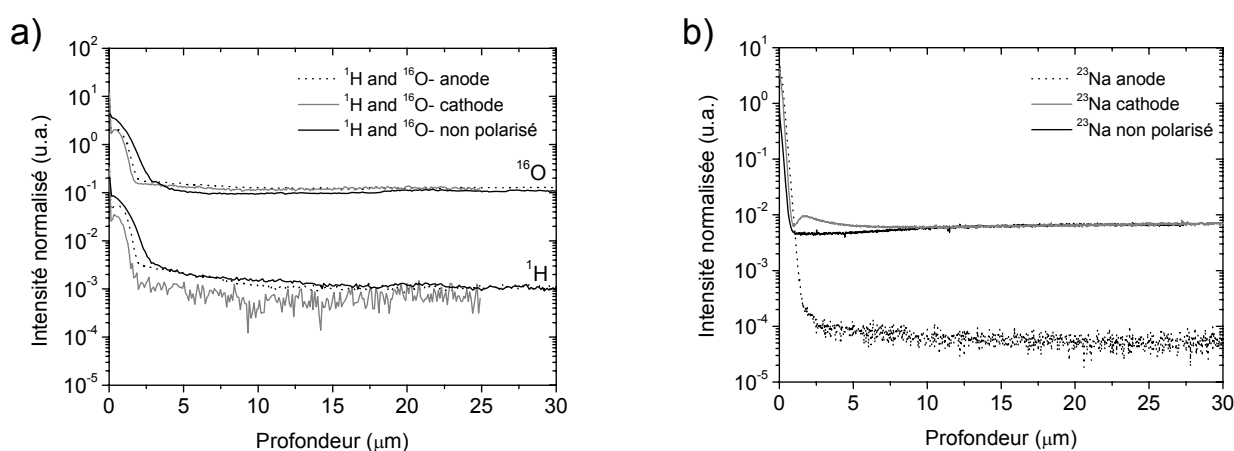 a)
Intensité normalisé (u.a.)
10²
10¹
10⁰
10⁻¹
10⁻²
10⁻³
10⁻⁴
10⁻⁵
¹H and ¹⁶O- anode
¹H and ¹⁶O- cathode
¹H and ¹⁶O- non polarisé
¹⁶O
¹H
0 5 10 15 20 25 30
Profondeur (μm)
b)
Intensité normalisée (u.a.)
10¹
10⁰
10⁻¹
10⁻²
10⁻³
10⁻⁴
10⁻⁵
²³Na anode
²³Na cathode
²³Na non polarisé
0 5 10 15 20 25 30
Profondeur (μm)